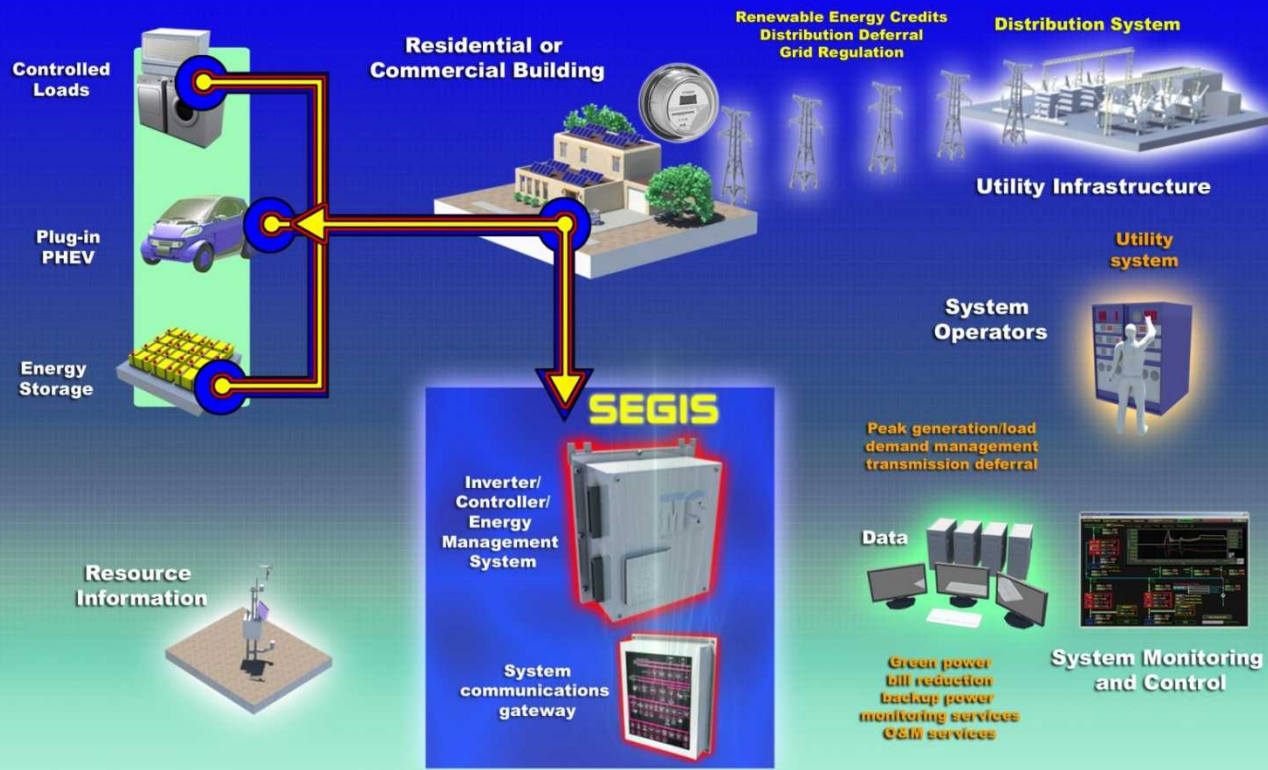 Controlled
Loads
Residential or
Commercial Building
Renewable Energy Credits
Distribution Deferral
Grid Regulation
Distribution System
Utility Infrastructure
Plug-in
PHEV
Utility
system
System
Operators
Energy
Storage
SEGIS
Peak generation/load
demand management
transmission deferral
Inverter/
Controller/
Energy
Management
System
Data
Resource
Information
System Monitoring
and Control
System
communications
gateway
Green power
bill reduction
backup power
monitoring services
O&M services